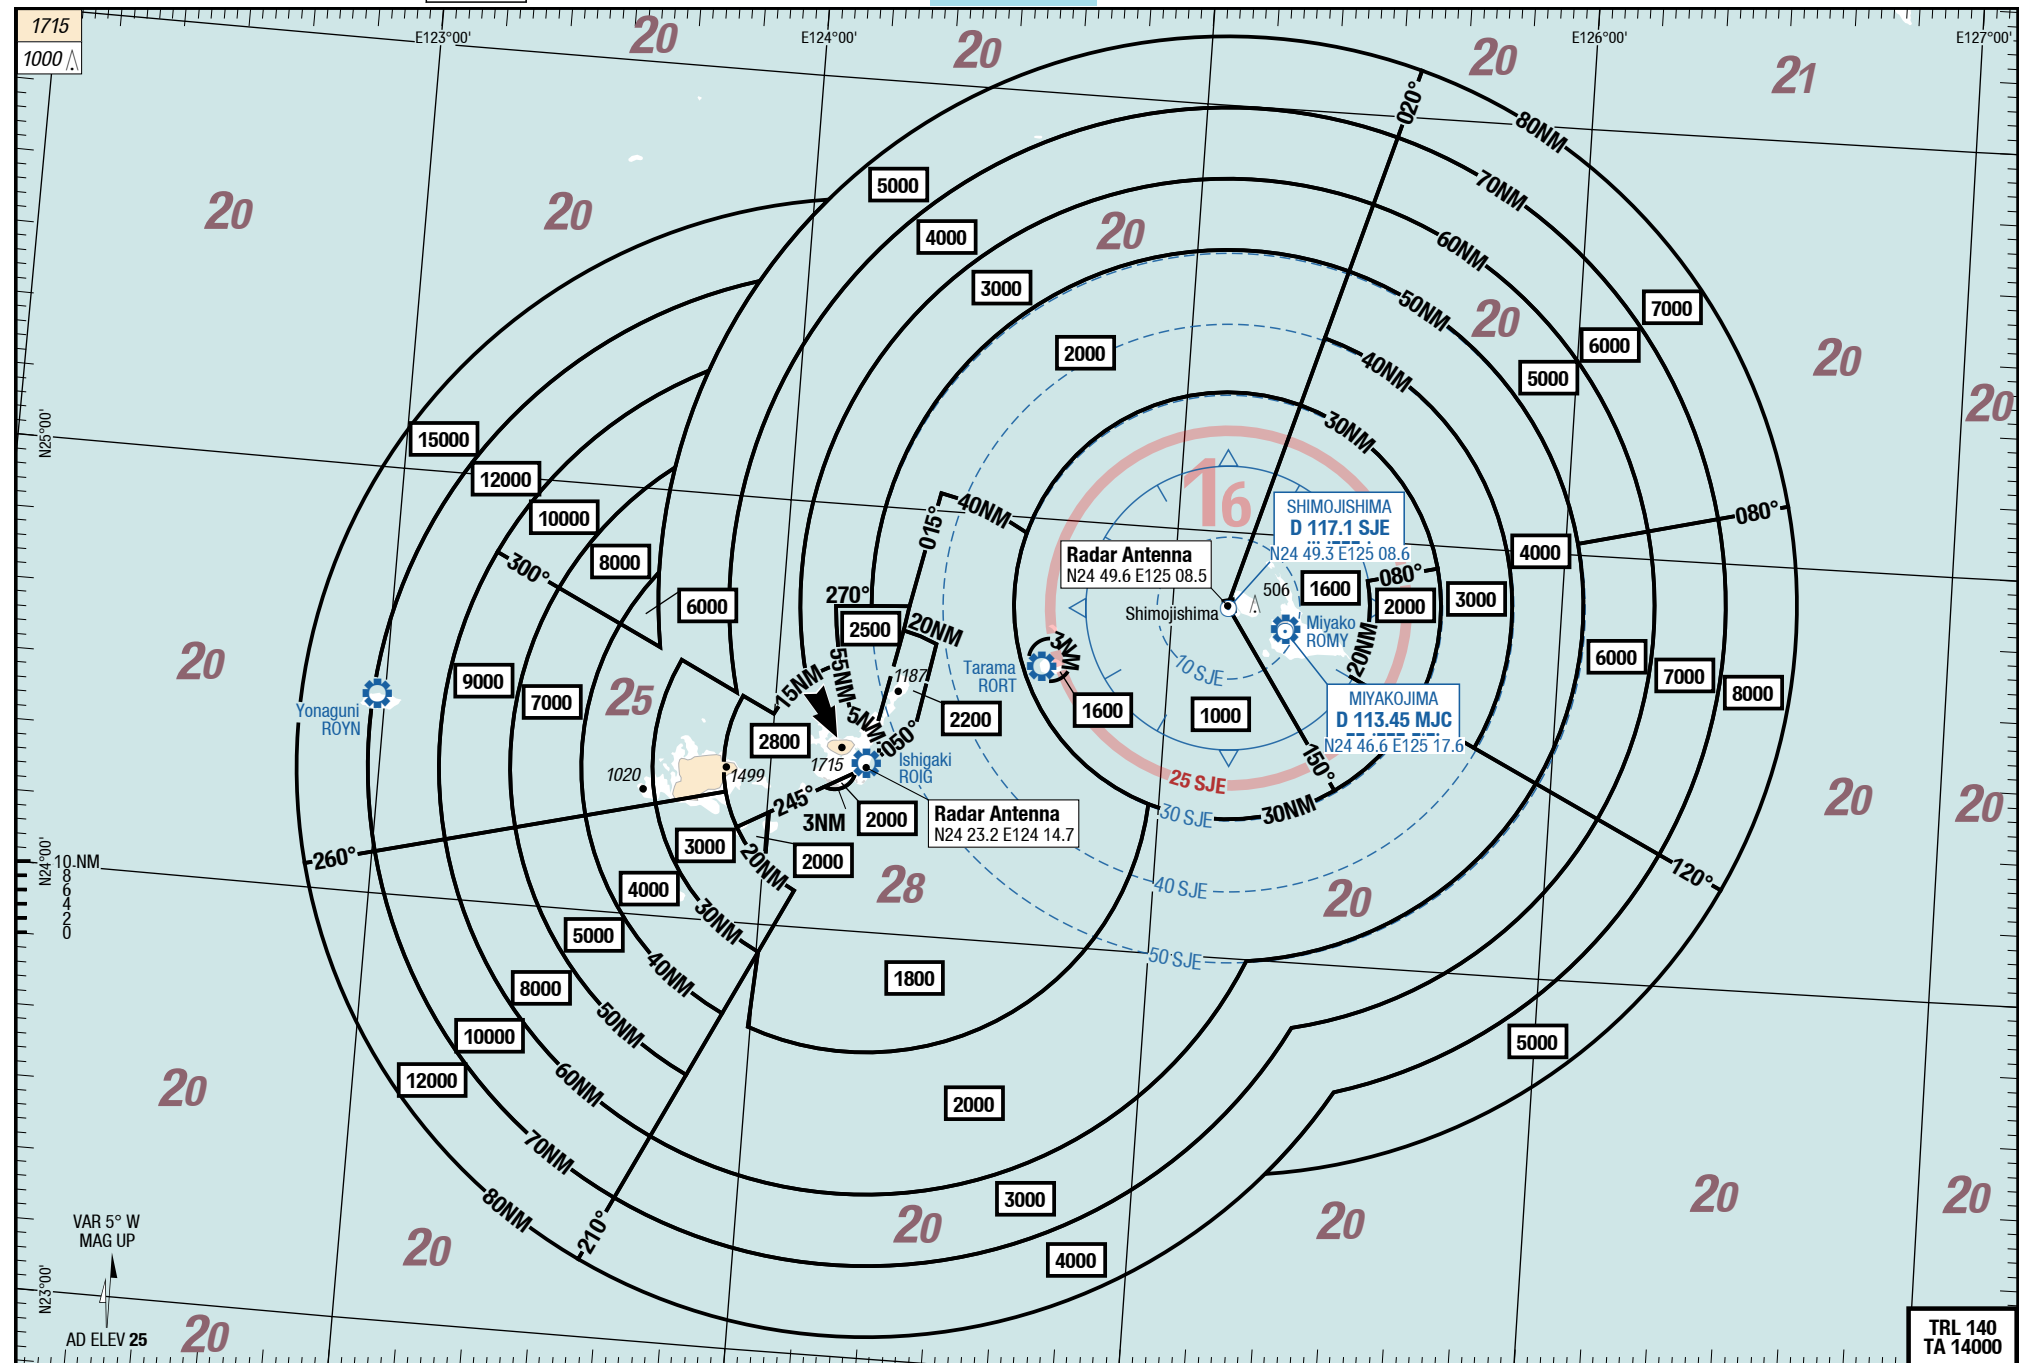 1715
1000
E123°00'
E124°00'
E126°00'
E127°00'
20
20
20
21
020°
80NM
5000
70NM
20
20
4000
20
60NM
3000
50NM
20
7000
6000
2000
20
40NM
5000
20
N25°00'
15000
30NM
12000
16
40NM
015°
SHIMOJISHIMA
D 117.1 SJE
N24 49.3 E125 08.6
080°
10000
Radar Antenna
N24 49.6 E125 08.5
4000
300°
8000
080°
506
1600
6000
270°
2000
3000
Shimojishima
2500
20NM
Miyako
ROMY
3NM
20NM
20
55NM
10 SJE
6000
9000
15NM
1187
Tarama
RORT
7000
25
7000
8000
MIYAKOJIMA
D 113.45 MJC
N24 46.6 E125 17.6
Yonaguni
ROYN
5NM
2200
1600
1000
050°
2800
1020
1499
1715
Ishigaki
ROIG
150°
25 SJE
20
20
245°
3NM
2000
Radar Antenna
N24 23.2 E124 14.7
30 SJE
30NM
260°
3000
20NM
2000
N24°00'
10 NM
8
6
4
2
0
120°
4000
28
40 SJE
20
30NM
5000
50 SJE
40NM
1800
8000
50NM
10000
5000
12000
60NM
20
2000
70NM
3000
20
20
80NM
20
20
210°
20
VAR 5° W
MAG UP
4000
N23°00'
AD ELEV 25
20
TRL 140
TA 14000